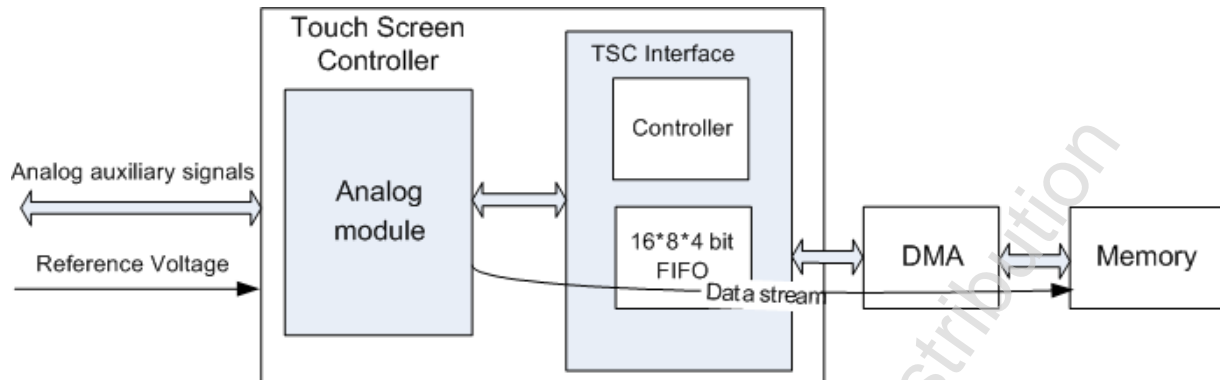 Touch Screen
Controller
TSC Interface
Controller
Analog auxiliary signals
Analog
module
16*8*4 bit
FIFO
DMA
Memory
Reference Voltage
Data stream
stribution